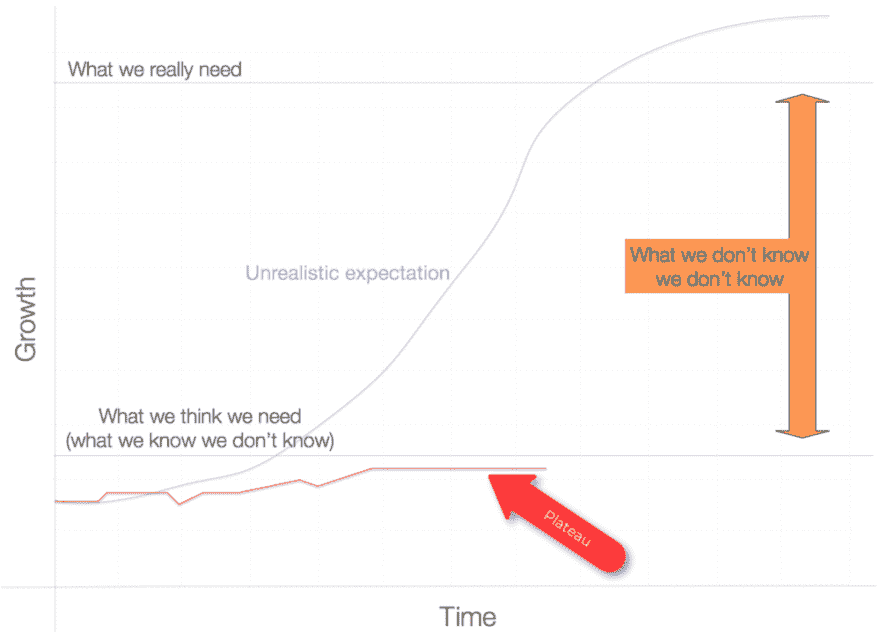 What we really need
Unrealistic expectation
What we don't know
we don't know
Growth
What we think we need
(what we know we don't know)
Plateau
Time